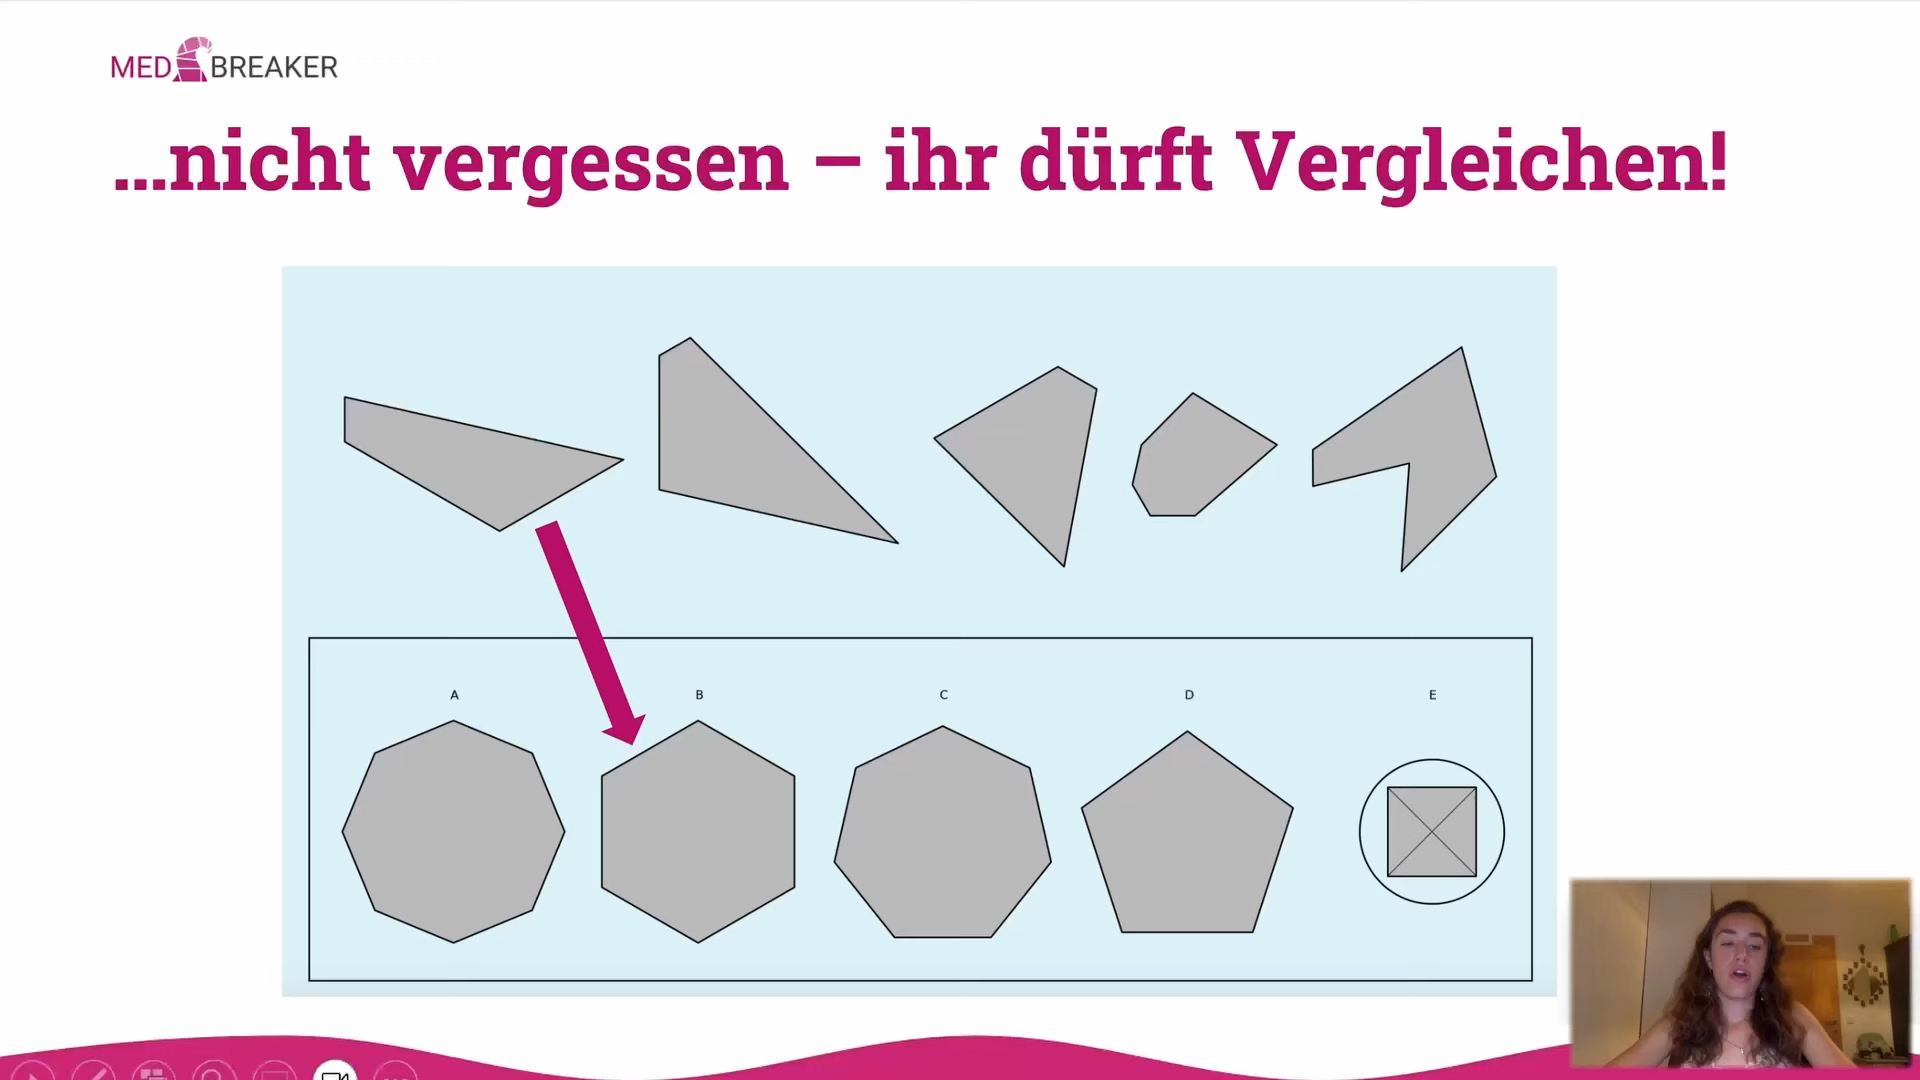 MED BREAKER
...nicht vergessen – ihr dürft Vergleichen!
A B C D E